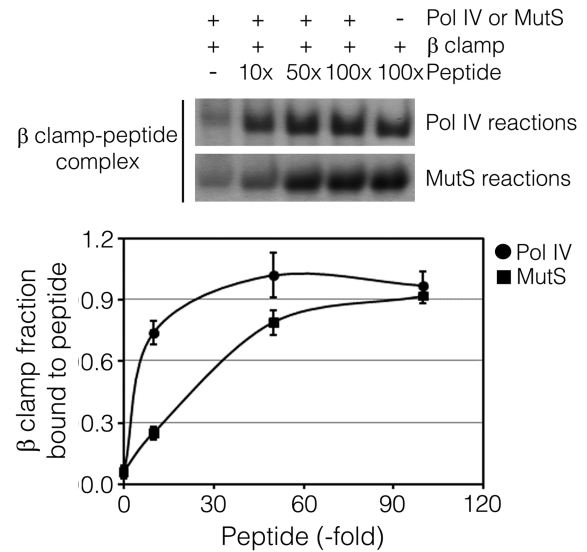 + + + + - Pol IV or MutS
+ + + + + β clamp
- 10x 50x 100x 100x Peptide
β clamp-peptide
complex
Pol IV reactions
MutS reactions
1.2
0.9
0.6
0.3
0.0
β clamp fraction
bound to peptide
Pol IV
MutS
0 30 60 90 120
Peptide (-fold)